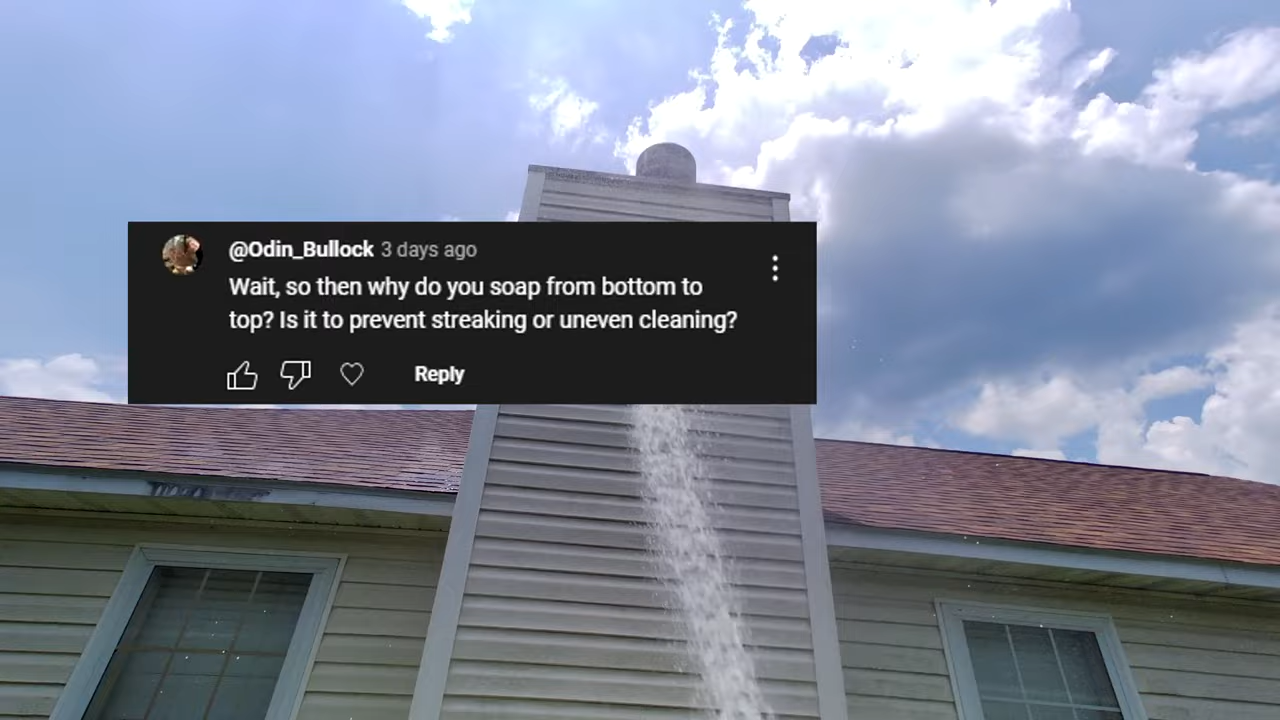 @Odin_Bullock 3 days ago
Wait, so then why do you soap from bottom to
top? Is it to prevent streaking or uneven cleaning?
Reply